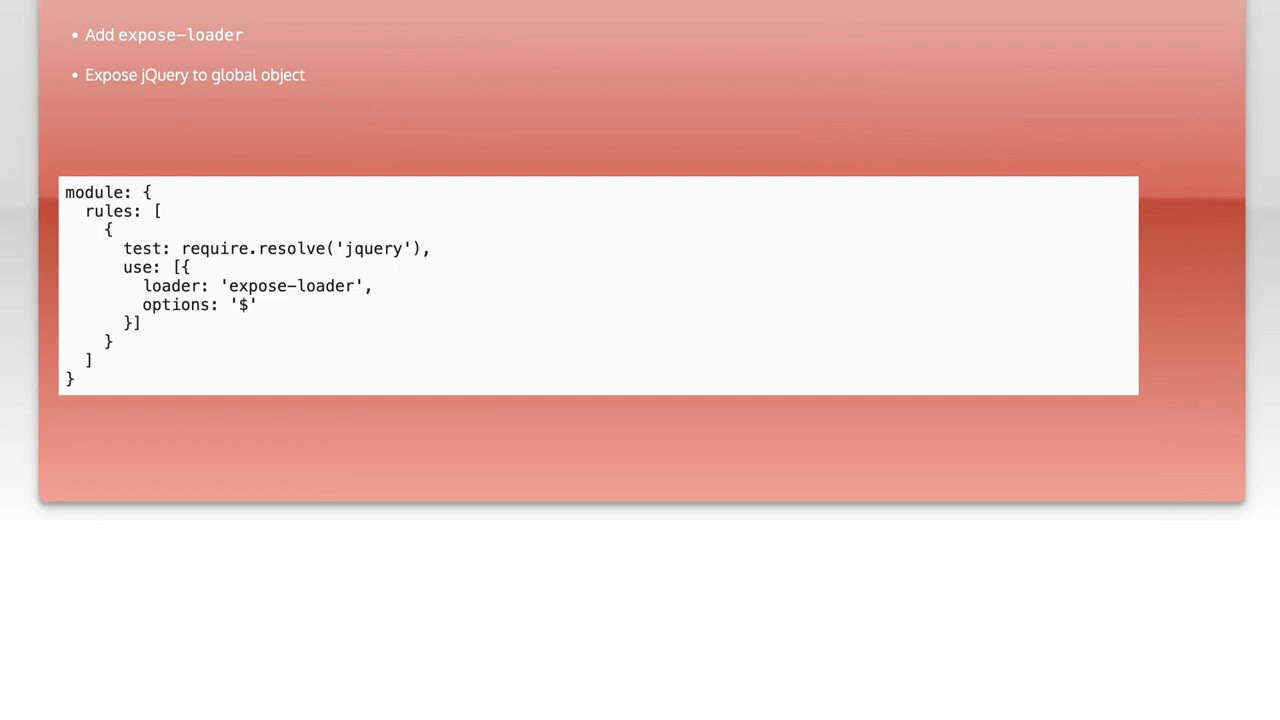 • Add expose-loader
• Expose jQuery to global object
module: {
  rules: [
    {
      test: require.resolve('jquery'),
      use: [{
        loader: 'expose-loader',
        options: '$'
      }]
    }
  ]
}